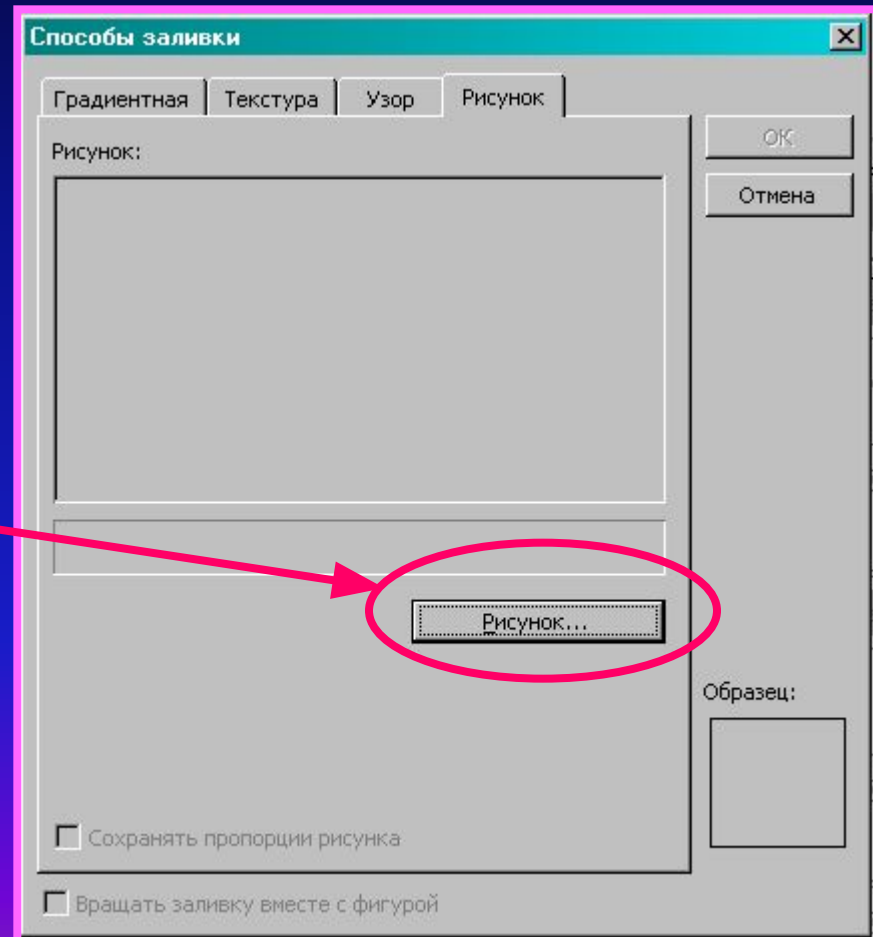 Способы заливки
Градиентная Текстура Узор Рисунок
Рисунок:
ОК
Отмена
Рисунок...
Образец:
Сохранять пропорции рисунка
Вращать заливку вместе с фигурой